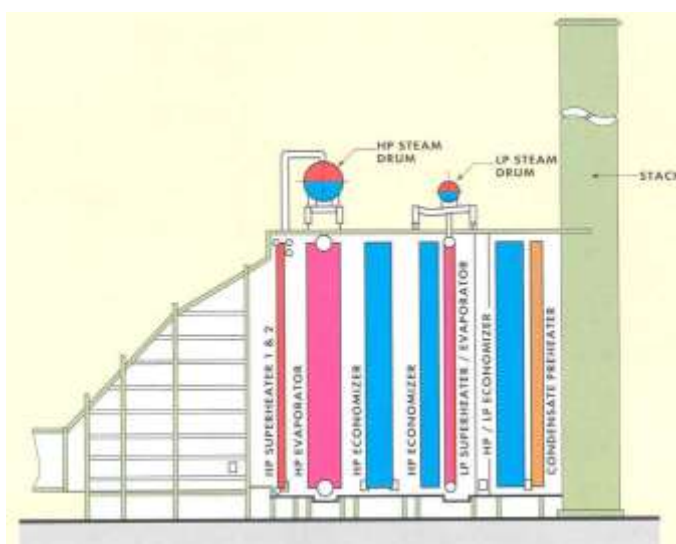 HP STEAM
DRUM
LP STEAM
DRUM
STACK
HP SUPERHEATER 1 & 2
HP EVAPORATOR
HP ECONOMIZER
HP ECONOMIZER
LP SUPERHEATER / EVAPORATOR
HP / LP ECONOMIZER
CONDENSATE PREHEATER